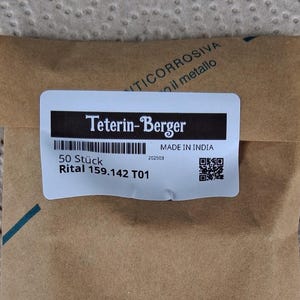 NTICORROSIVA
il metallo
Teterin-Berger
MADE IN INDIA
50 Stück
202503
Rital 159.142 T01